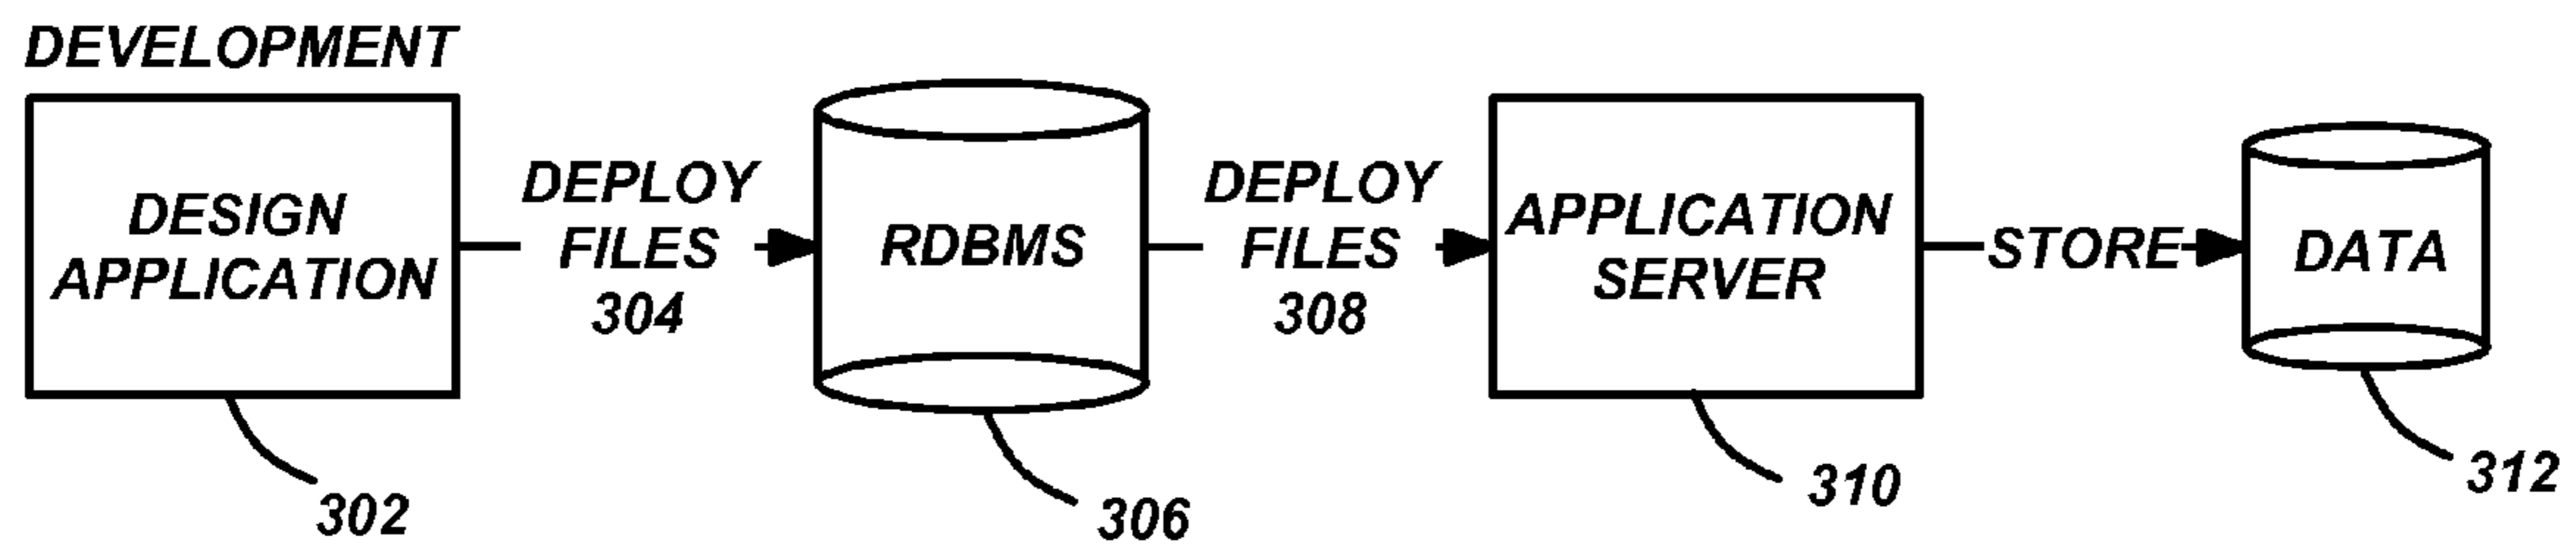 DEVELOPMENT
DESIGN
APPLICATION
302
DEPLOY
FILES
304
RDBMS
306
DEPLOY
FILES
308
APPLICATION
SERVER
310
STORE
DATA
312